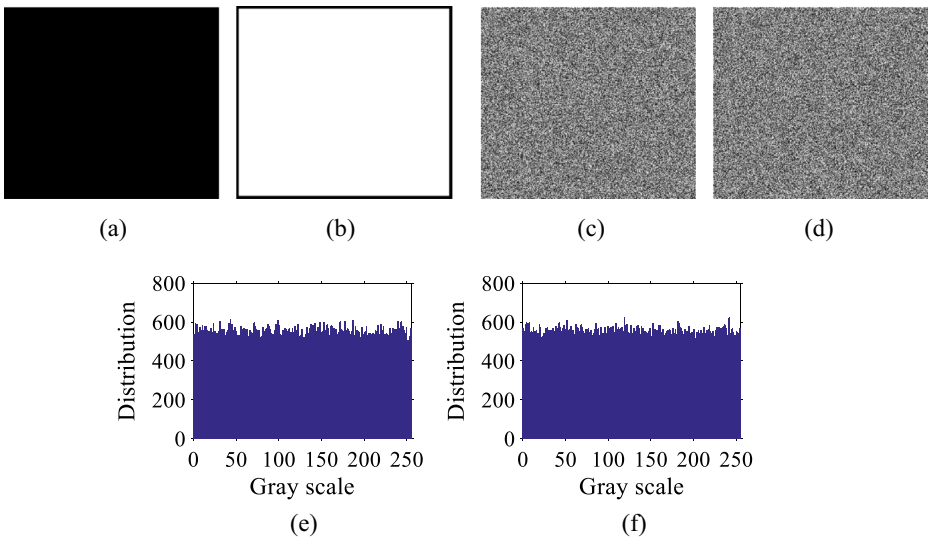 (a) (b) (c) (d)
800 800
600 600
400 400
200 200
0 0
Distribution Distribution
0 50 100 150 200 250 0 50 100 150 200 250
Gray scale Gray scale
(e) (f)